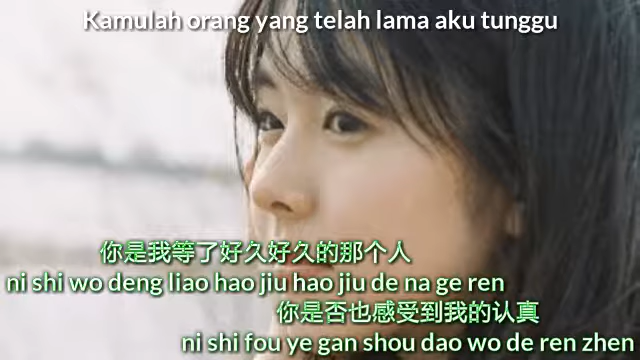 Kamulah orang yang telah lama aku tunggu
你是我等了好久好久的那个人
ni shi wo deng liao hao jiu hao jiu de na ge ren
你是否也感受到我的认真
ni shi fou ye gan shou dao wo de ren zhen